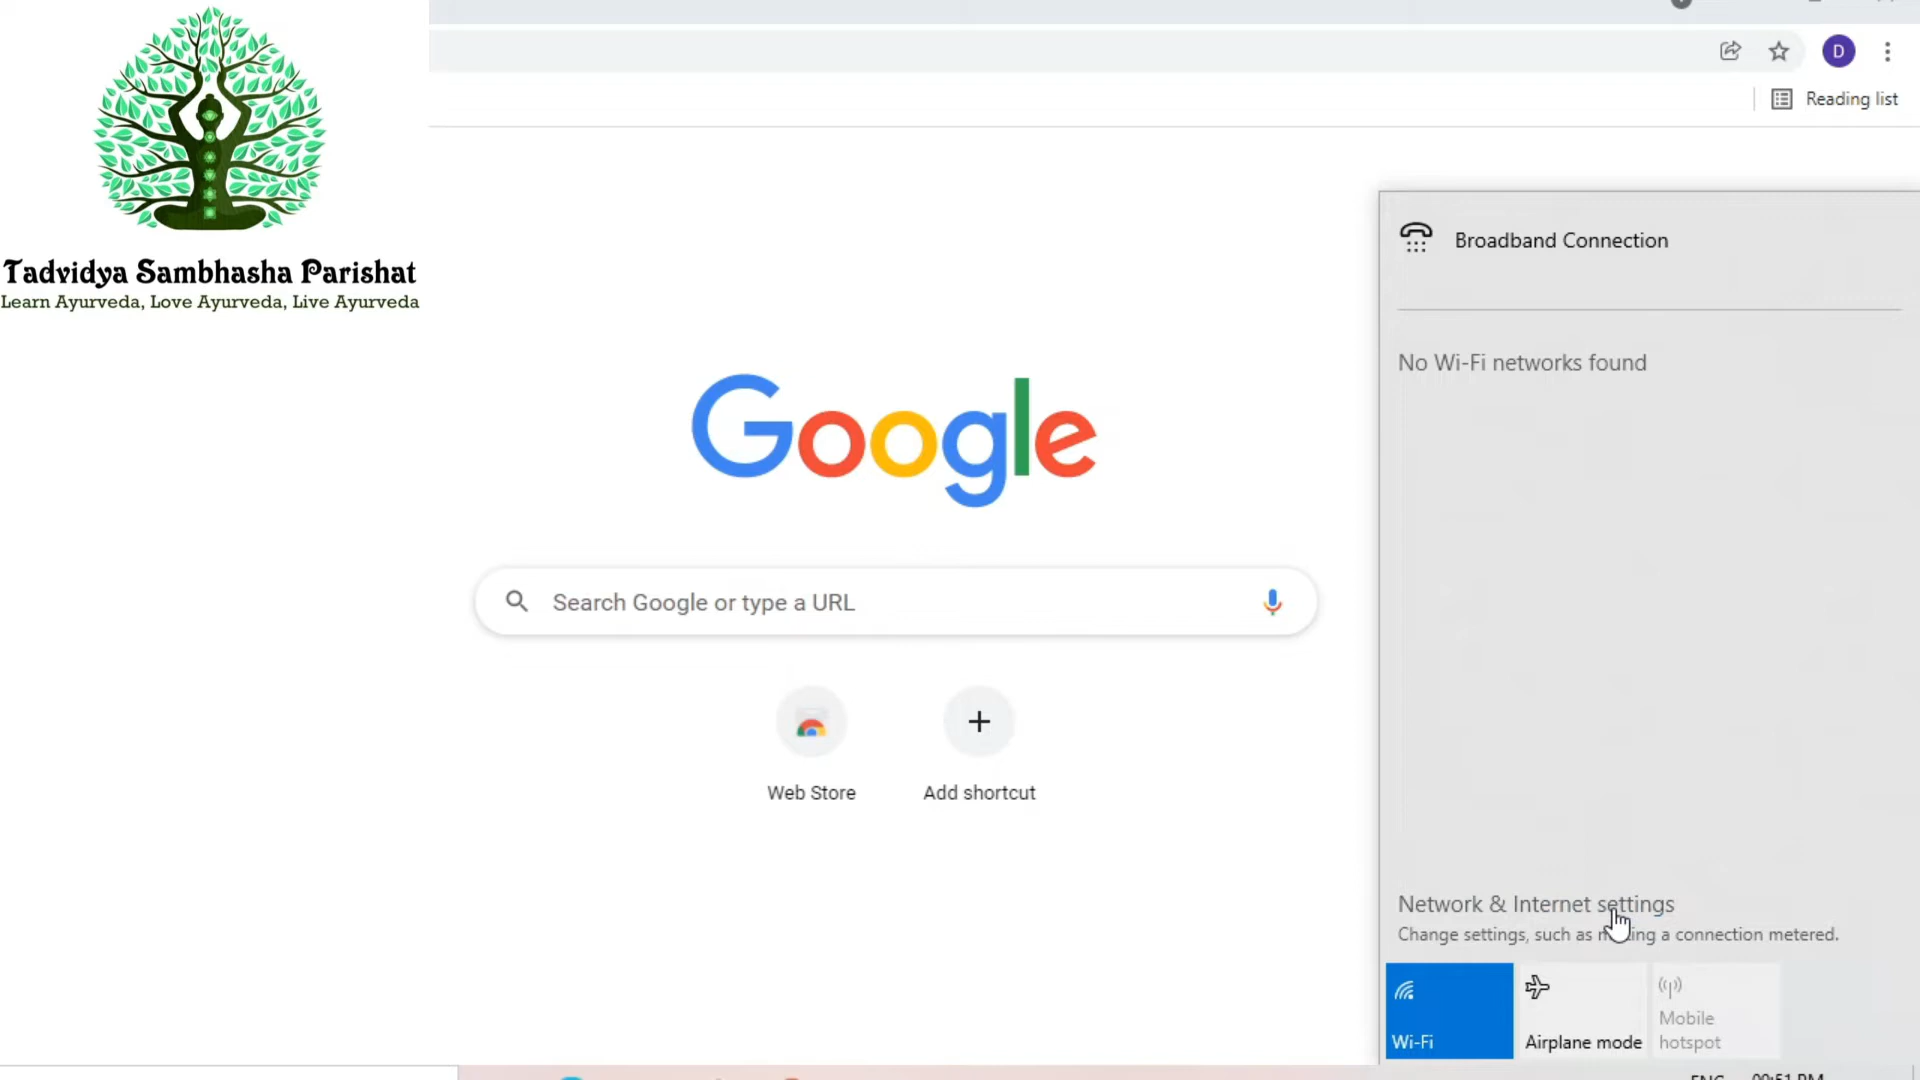 Tadvidya Sambhasha Parishat
Learn Ayurveda, Love Ayurveda, Live Ayurveda
D
Reading list
Google
Search Google or type a URL
Web Store
Add shortcut
Broadband Connection
No Wi-Fi networks found
Network & Internet settings
Change settings, such as making a connection metered.
Wi-Fi
Airplane mode
Mobile
hotspot